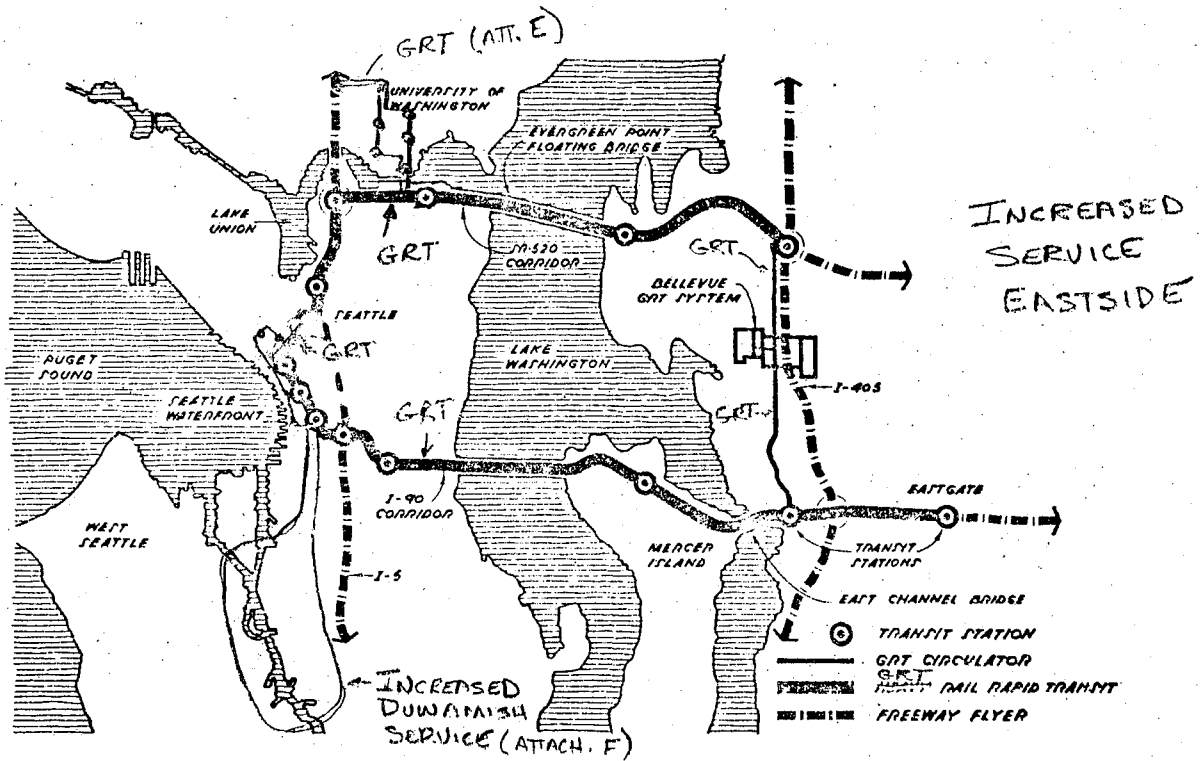 GRT (ATT. E)
UNIVERSITY OF
WASHINGTON
EVERGREEN POINT
FLOATING BRIDGE
LAKE
UNION
GRT
SR-520
CORRIDOR
GRT
BELLEVUE
GRT SYSTEM
INCREASED
SERVICE
EASTSIDE
SEATTLE
GRT
PUGET
SOUND
SEATTLE
WATERFRONT
LAKE
WASHINGTON
I-405
GRT
GRT
I-90
CORRIDOR
EASTGATE
WEST
SEATTLE
MERCER
ISLAND
TRANSIT
STATIONS
I-5
EAST CHANNEL BRIDGE
TRANSIT STATION
GRT CIRCULATOR
GRT
RAIL RAPID TRANSIT
FREEWAY FLYER
INCREASED
DUWAMISH
SERVICE (ATTACH. F)